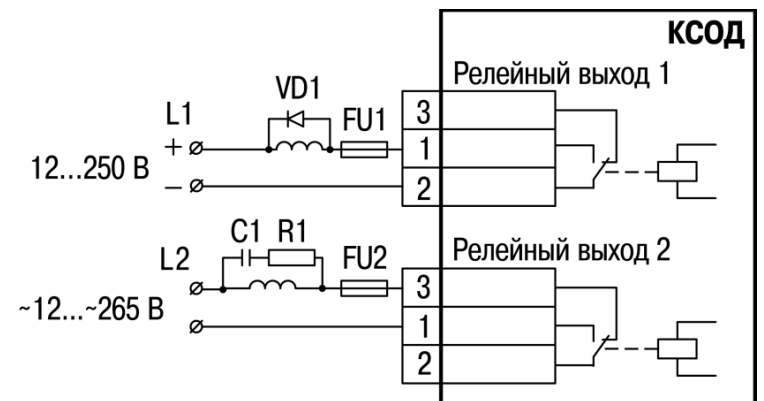 КСОД
Релейный выход 1
VD1
L1
FU1
3
+
1
12...250 В
–
2
C1 R1
Релейный выход 2
L2
FU2
3
~12...~265 В
1
2